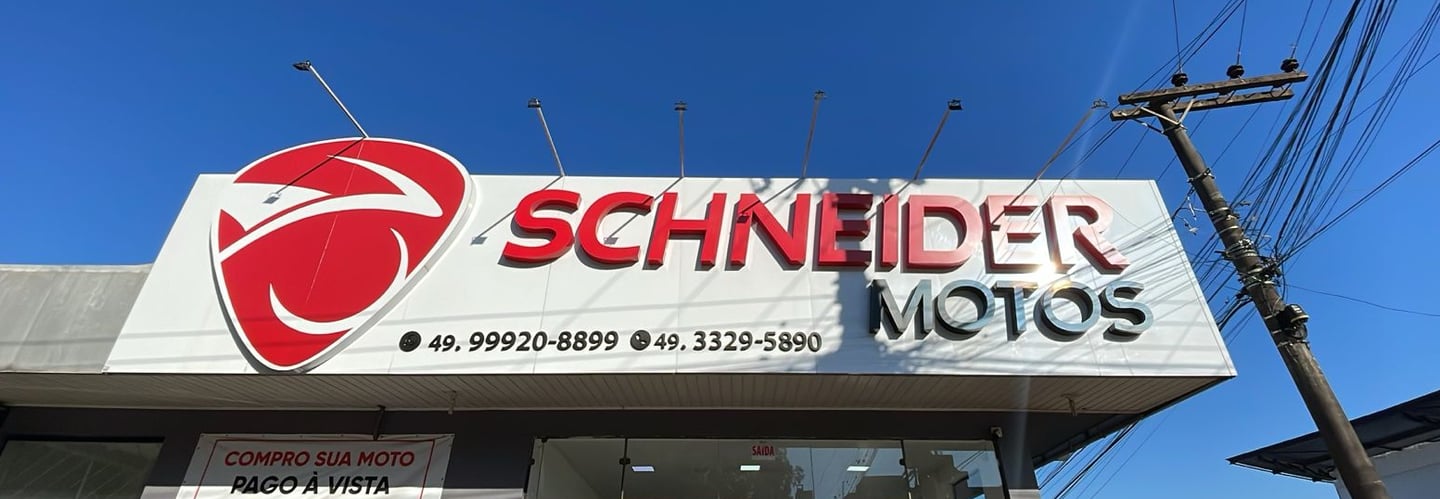 SCHNEIDER
MOTOS
49. 99920-8899 49. 3329-5890
SAÍDA
COMPRO SUA MOTO
PAGO À VISTA